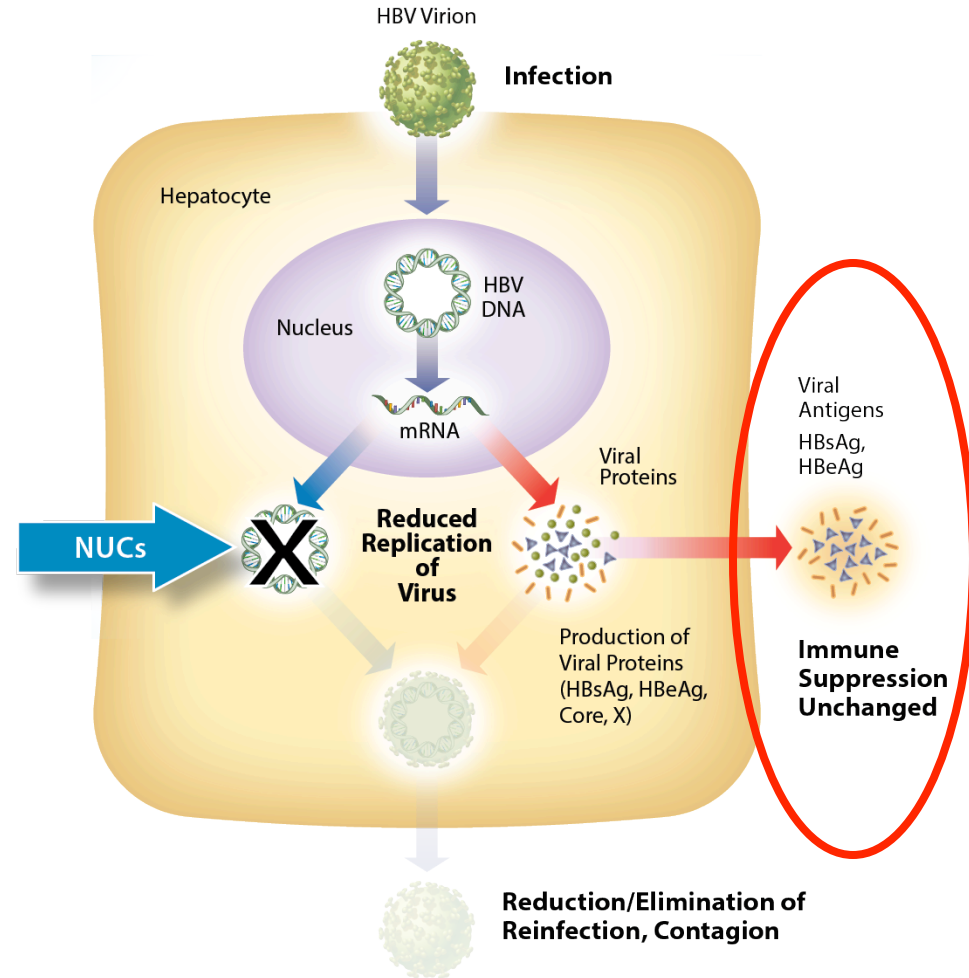 HBV Virion
Infection
Hepatocyte
HBV
DNA
Nucleus
mRNA
Viral
Proteins
Viral
Antigens
HBsAg,
HBeAg
NUCs
X
Reduced
Replication
of
Virus
Production of
Viral Proteins
(HBsAg, HBeAg,
Core, X)
Immune
Suppression
Unchanged
Reduction/Elimination of
Reinfection, Contagion